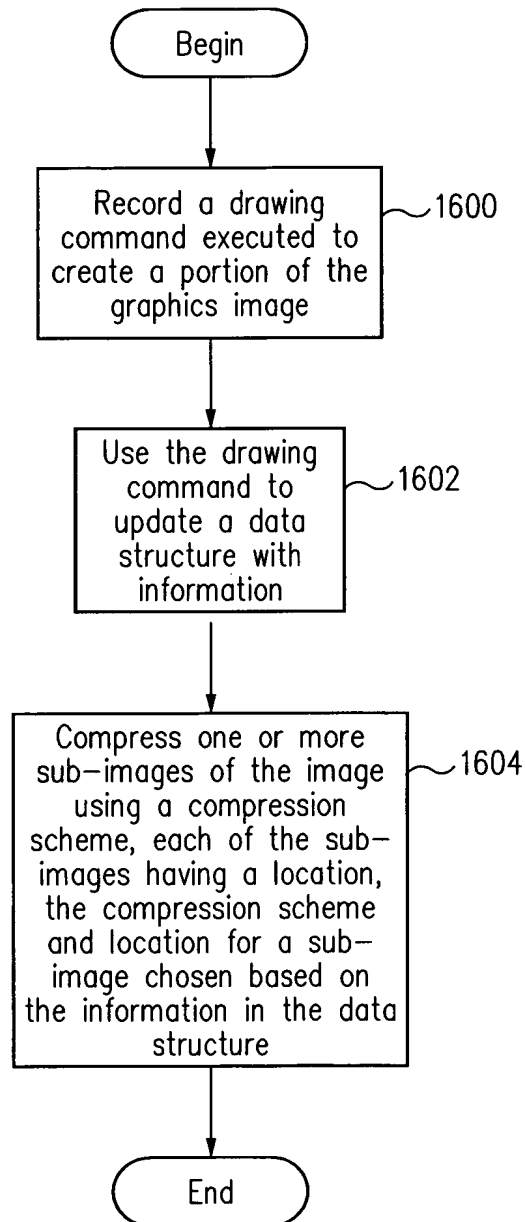 Begin
Record a drawing
command executed to
create a portion of the
graphics image
1600
Use the drawing
command to
update a data
structure with
information
1602
Compress one or more
sub-images of the image
using a compression
scheme, each of the sub-
images having a location,
the compression scheme
and location for a sub-
image chosen based on
the information in the data
structure
1604
End